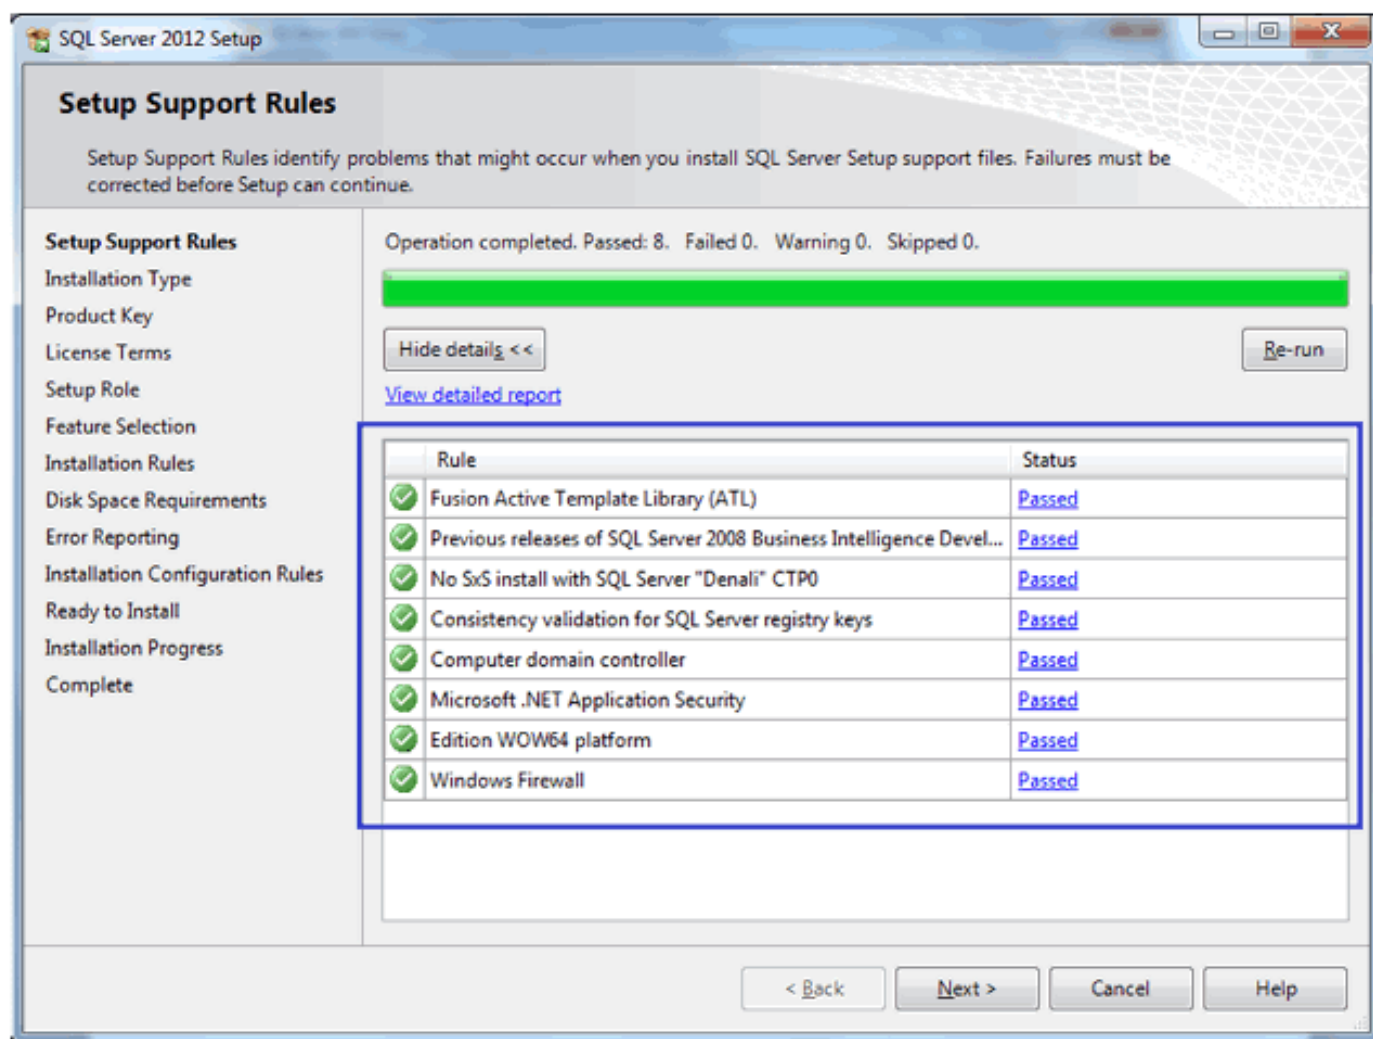 SQL Server 2012 Setup
Setup Support Rules
Setup Support Rules identify problems that might occur when you install SQL Server Setup support files. Failures must be
corrected before Setup can continue.
Setup Support Rules
Installation Type
Product Key
License Terms
Setup Role
Feature Selection
Installation Rules
Disk Space Requirements
Error Reporting
Installation Configuration Rules
Ready to Install
Installation Progress
Complete
Operation completed. Passed: 8. Failed 0. Warning 0. Skipped 0.
Hide details <<
Re-run
View detailed report
Rule Status
Fusion Active Template Library (ATL) Passed
Previous releases of SQL Server 2008 Business Intelligence Devel... Passed
No SxS install with SQL Server "Denali" CTP0 Passed
Consistency validation for SQL Server registry keys Passed
Computer domain controller Passed
Microsoft .NET Application Security Passed
Edition WOW64 platform Passed
Windows Firewall Passed
< Back Next > Cancel Help